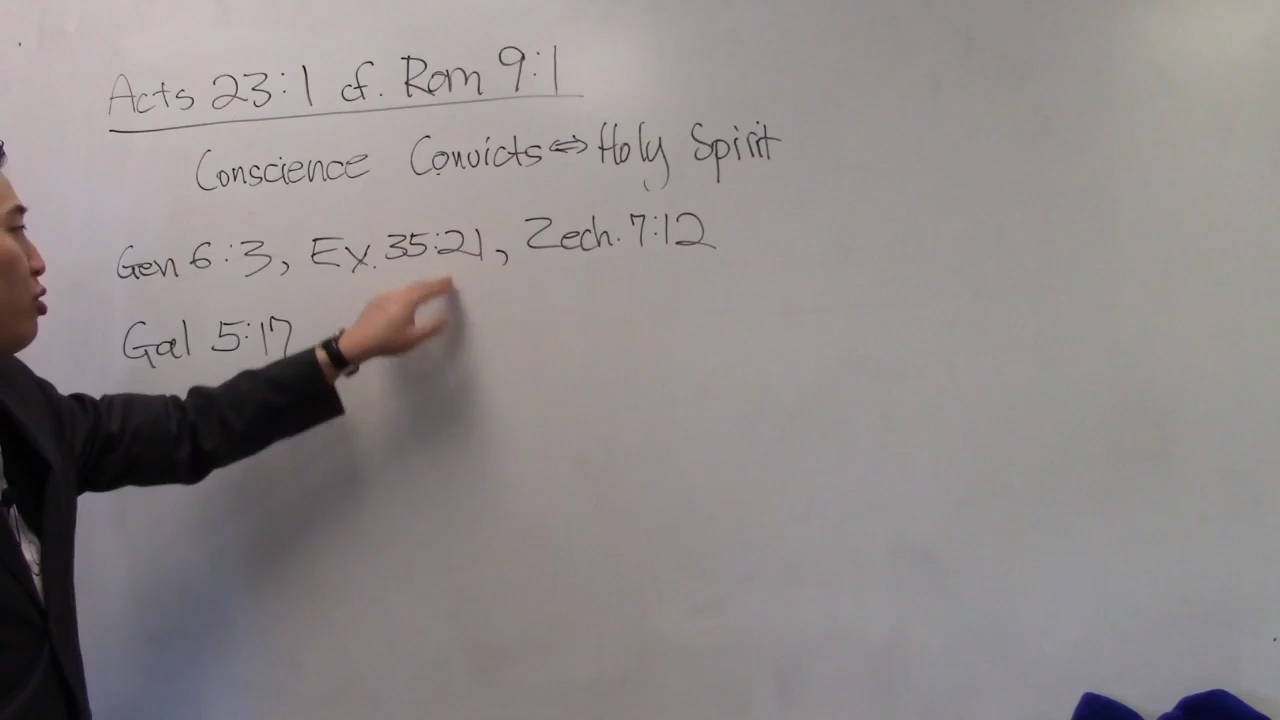 Acts 23:1 cf. Rom 9:1
Conscience Convicts ⇔ Holy Spirit
Gen 6:3, Ex. 35:21, Zech. 7:12
Gal 5:17